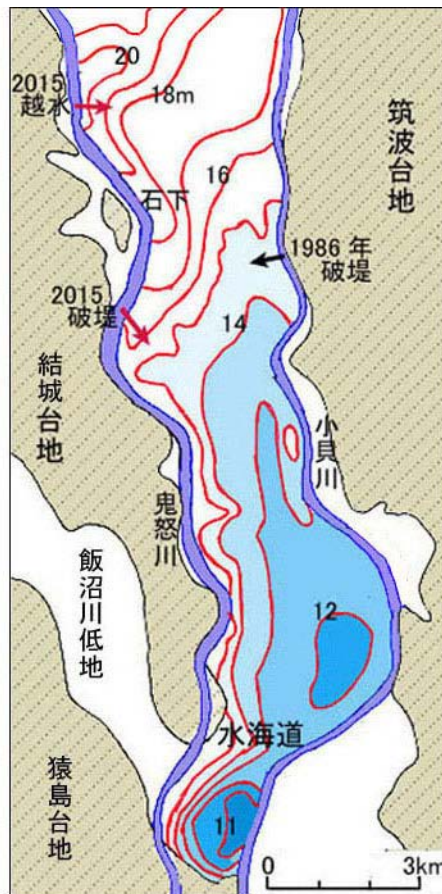 20
2015
越水
18m
筑波台地
16
石下
1986 年
破堤
2015
破堤
14
結城台地
小貝川
鬼怒川
飯沼川低地
12
水海道
猿島台地
11
0 3km